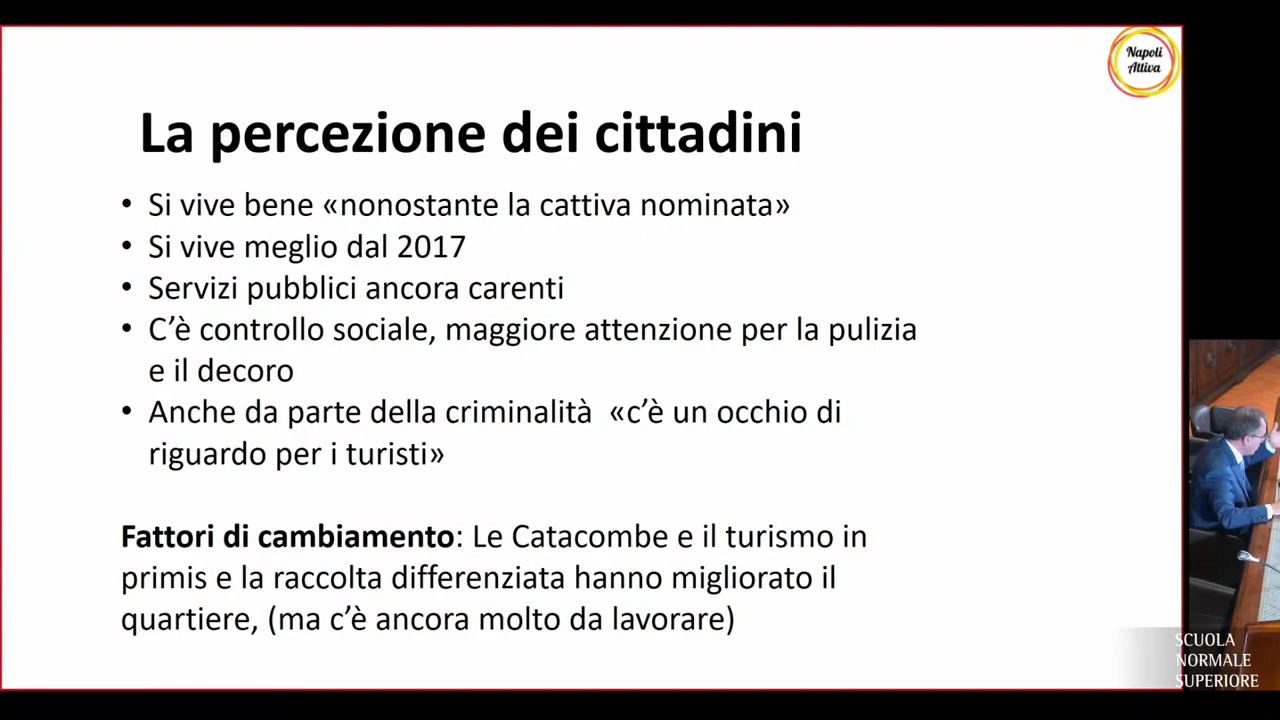 Napoli
Attiva
La percezione dei cittadini
• Si vive bene «nonostante la cattiva nominata»
• Si vive meglio dal 2017
• Servizi pubblici ancora carenti
• C’è controllo sociale, maggiore attenzione per la pulizia
e il decoro
• Anche da parte della criminalità «c’è un occhio di
riguardo per i turisti»
Fattori di cambiamento: Le Catacombe e il turismo in
primis e la raccolta differenziata hanno migliorato il
quartiere, (ma c’è ancora molto da lavorare)
SCUOLA
NORMALE
SUPERIORE